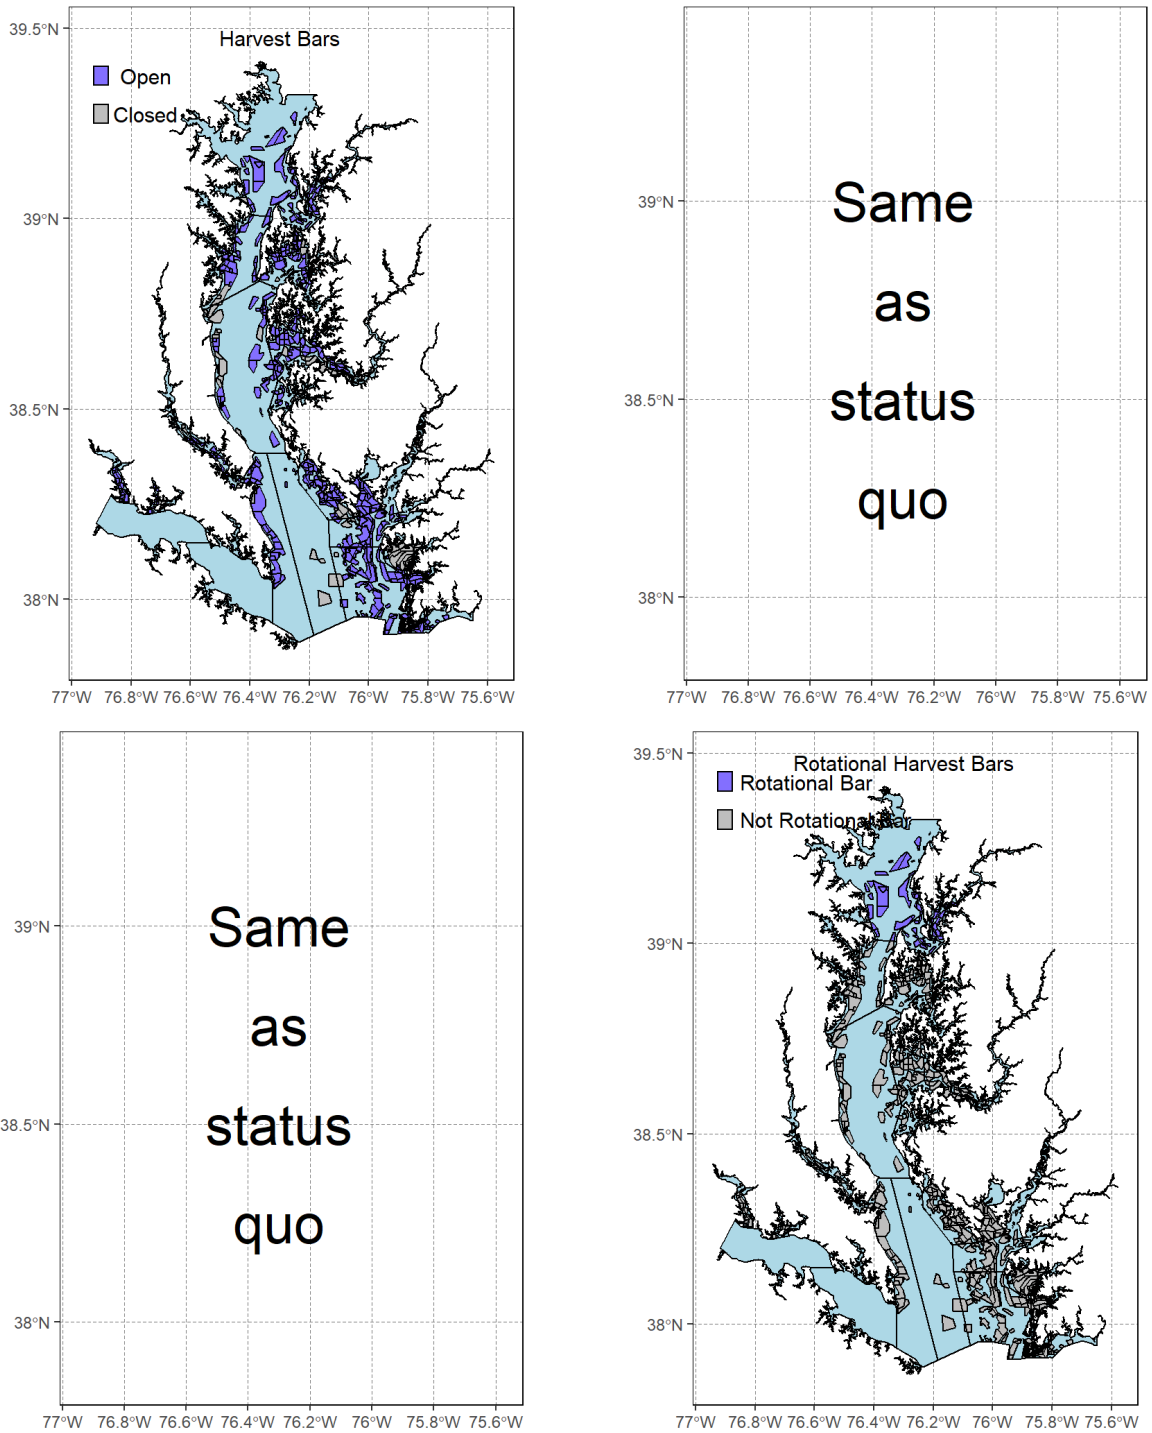 Harvest Bars
Open
Closed
39.5°N
39°N
38.5°N
38°N
77°W 76.8°W 76.6°W 76.4°W 76.2°W 76°W 75.8°W 75.6°W
Same
as
status
quo
39°N
38.5°N
38°N
77°W 76.8°W 76.6°W 76.4°W 76.2°W 76°W 75.8°W 75.6°W
Same
as
status
quo
39°N
38.5°N
38°N
77°W 76.8°W 76.6°W 76.4°W 76.2°W 76°W 75.8°W 75.6°W
Rotational Harvest Bars
Rotational Bar
Not Rotational Bar
39.5°N
39°N
38.5°N
38°N
77°W 76.8°W 76.6°W 76.4°W 76.2°W 76°W 75.8°W 75.6°W